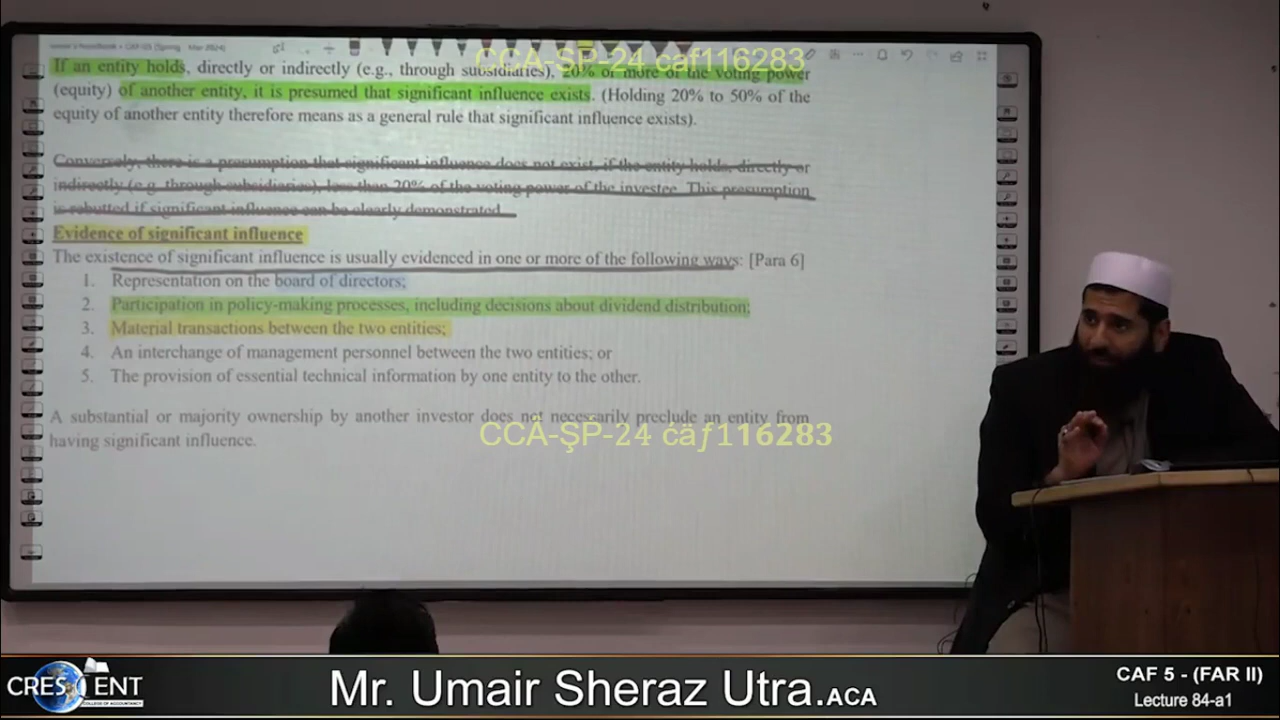 CCA-SP-24 caf116283
If an entity holds, directly or indirectly (e.g., through subsidiaries), 20% or more of the voting power
(equity) of another entity, it is presumed that significant influence exists. (Holding 20% to 50% of the
equity of another entity therefore means as a general rule that significant influence exists).
Conversely, there is a presumption that significant influence does not exist, if the entity holds, directly or
indirectly (e.g. through subsidiaries), less than 20% of the voting power of the investee. This presumption
is rebutted if significant influence can be clearly demonstrated.
Evidence of significant influence
The existence of significant influence is usually evidenced in one or more of the following ways: [Para 6]
1. Representation on the board of directors;
2. Participation in policy-making processes, including decisions about dividend distribution;
3. Material transactions between the two entities;
4. An interchange of management personnel between the two entities; or
5. The provision of essential technical information by one entity to the other.
A substantial or majority ownership by another investor does not necessarily preclude an entity from
having significant influence.
CRESCENT
COLLEGE OF ACCOUNTANCY
Mr. Umair Sheraz Utra.ACA
CAF 5 - (FAR II)
Lecture 84-a1